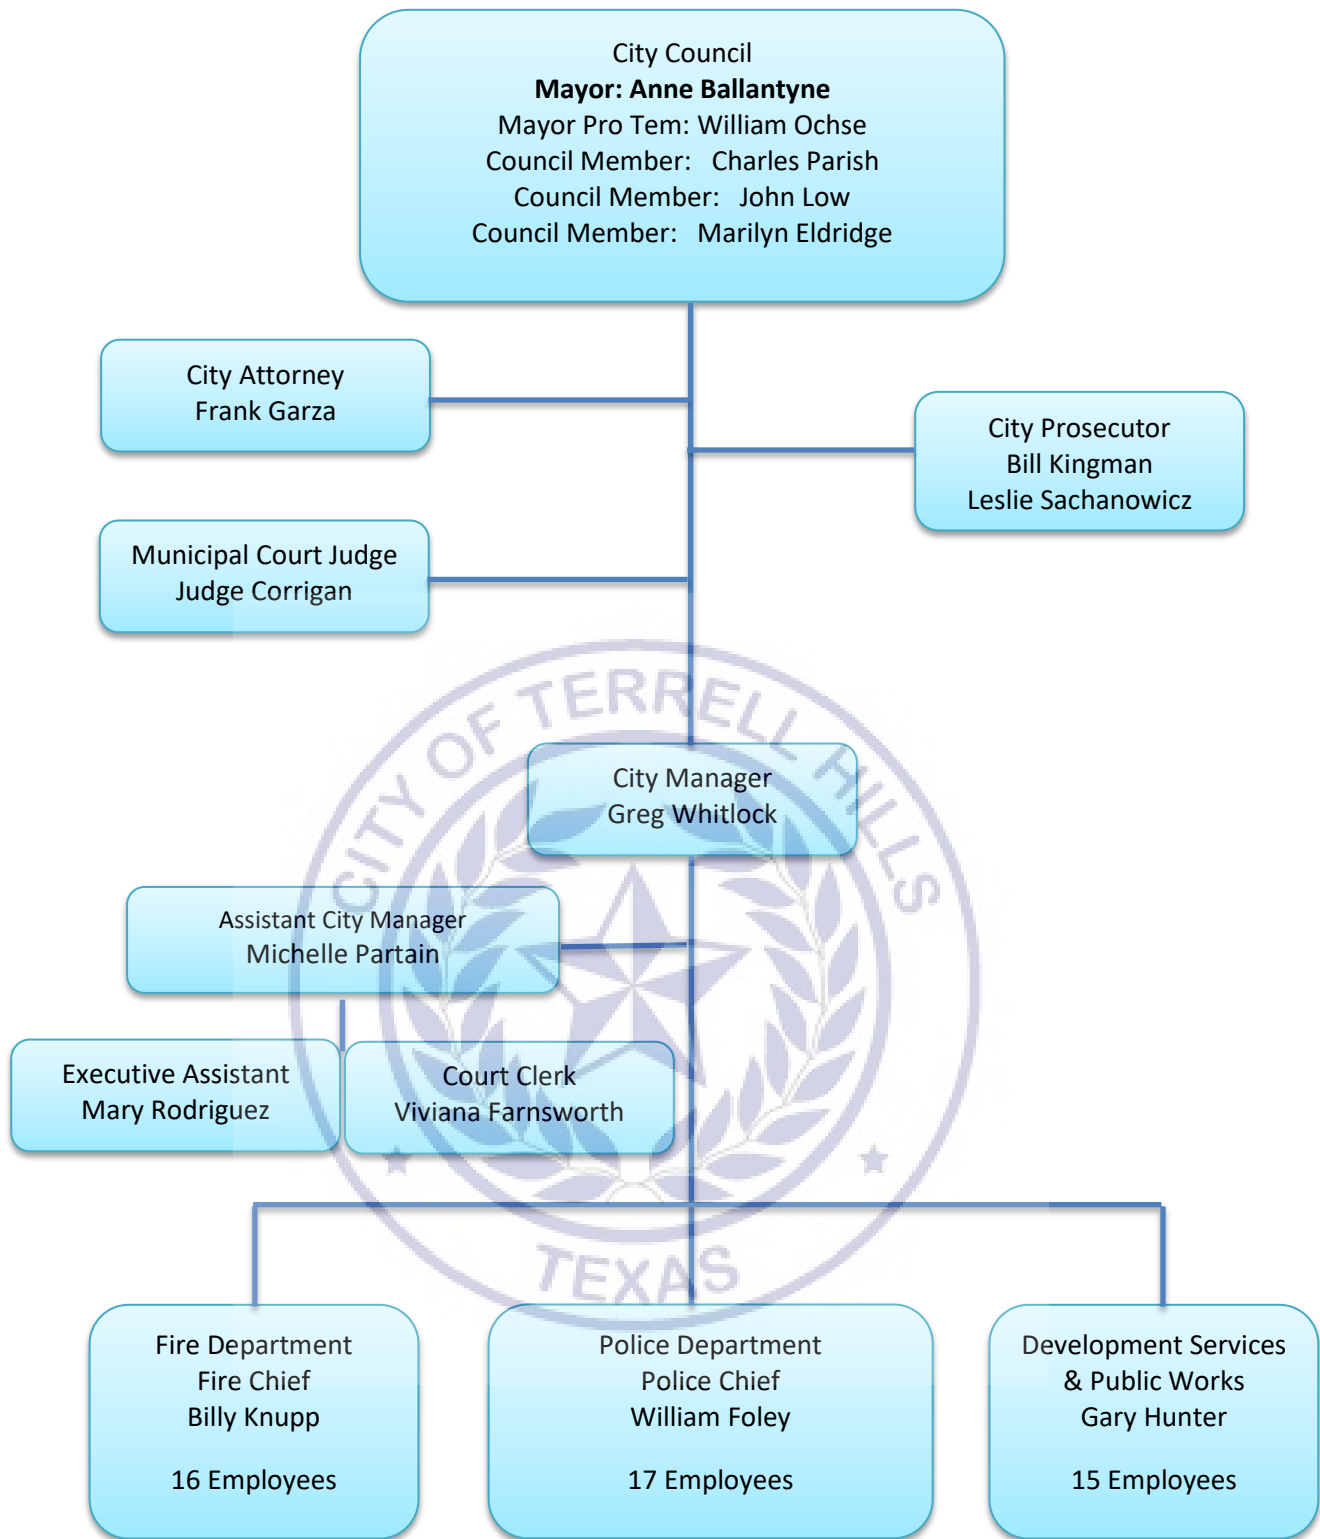 City Council
Mayor: Anne Ballantyne
Mayor Pro Tem: William Ochse
Council Member: Charles Parish
Council Member: John Low
Council Member: Marilyn Eldridge
City Attorney
Frank Garza
City Prosecutor
Bill Kingman
Leslie Sachanowicz
Municipal Court Judge
Judge Corrigan
CITY OF TERRELL HILLS
City Manager
Greg Whitlock
Assistant City Manager
Michelle Partain
Executive Assistant
Mary Rodriguez
Court Clerk
Viviana Farnsworth
TEXAS
Fire Department
Fire Chief
Billy Knupp
16 Employees
Police Department
Police Chief
William Foley
17 Employees
Development Services
& Public Works
Gary Hunter
15 Employees